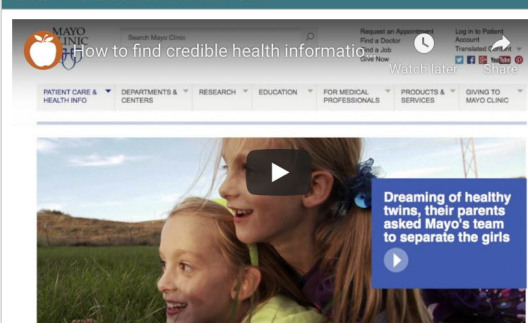 MAYO
CLINIC
Search Mayo Clinic
Request an Appointment
Find a Doctor
Find a Job
Give Now
Log in to Patient
Account
Translated Content
How to find credible health informatio...
Watch later
Share
PATIENT CARE &
HEALTH INFO
DEPARTMENTS &
CENTERS
RESEARCH
EDUCATION
FOR MEDICAL
PROFESSIONALS
PRODUCTS &
SERVICES
GIVING TO
MAYO CLINIC
Dreaming of healthy
twins, their parents
asked Mayo's team
to separate the girls